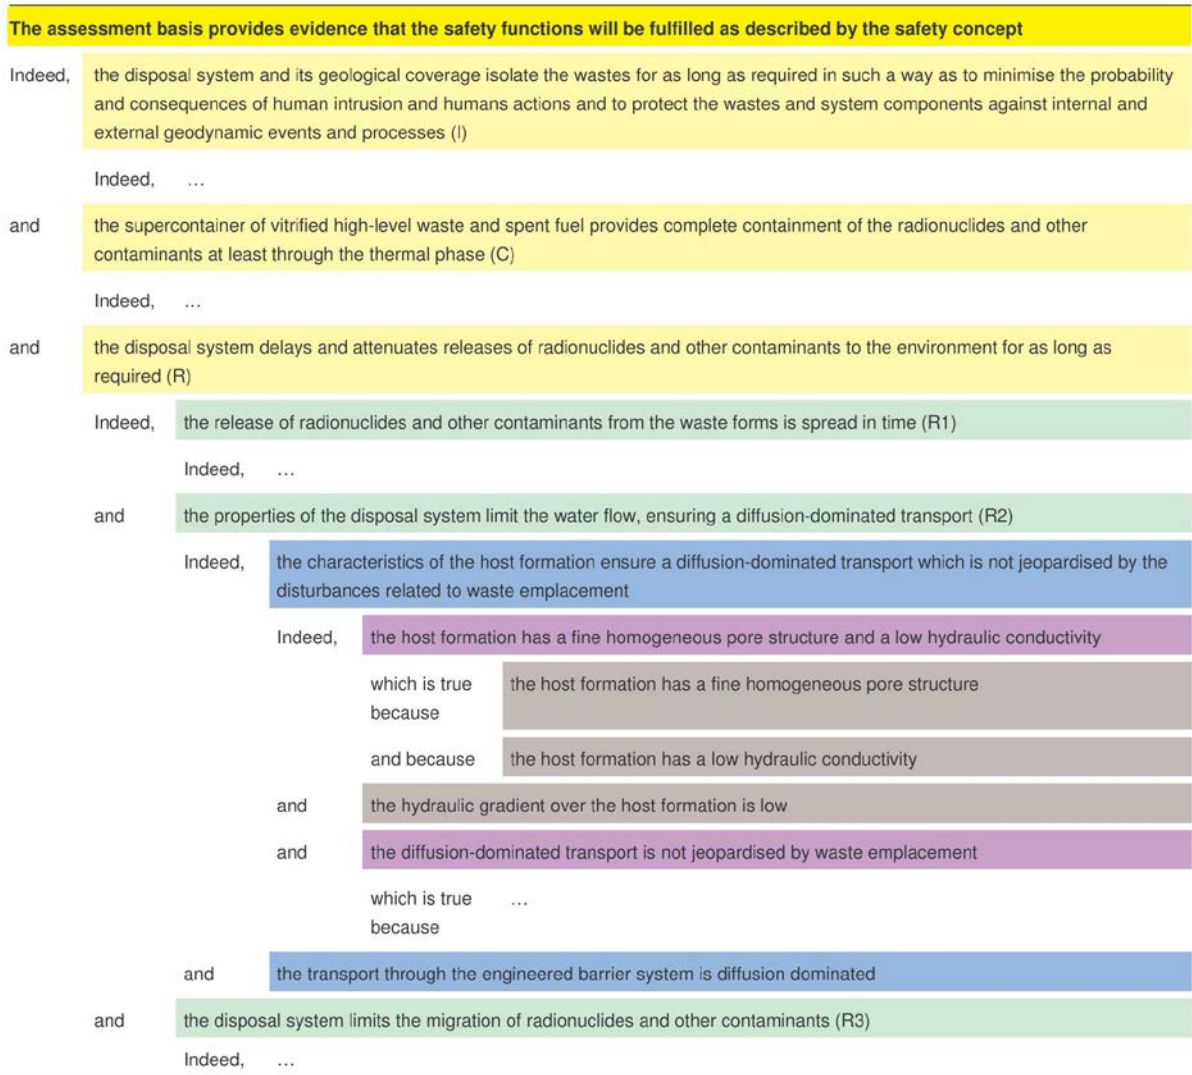 The assessment basis provides evidence that the safety functions will be fulfilled as described by the safety concept
Indeed, the disposal system and its geological coverage isolate the wastes for as long as required in such a way as to minimise the probability
and consequences of human intrusion and humans actions and to protect the wastes and system components against internal and
external geodynamic events and processes (I)
Indeed, …
and the supercontainer of vitrified high-level waste and spent fuel provides complete containment of the radionuclides and other
contaminants at least through the thermal phase (C)
Indeed, …
and the disposal system delays and attenuates releases of radionuclides and other contaminants to the environment for as long as
required (R)
Indeed, the release of radionuclides and other contaminants from the waste forms is spread in time (R1)
Indeed, …
and the properties of the disposal system limit the water flow, ensuring a diffusion-dominated transport (R2)
Indeed, the characteristics of the host formation ensure a diffusion-dominated transport which is not jeopardised by the
disturbances related to waste emplacement
Indeed, the host formation has a fine homogeneous pore structure and a low hydraulic conductivity
which is true the host formation has a fine homogeneous pore structure
because
and because the host formation has a low hydraulic conductivity
and the hydraulic gradient over the host formation is low
and the diffusion-dominated transport is not jeopardised by waste emplacement
which is true …
because
and the transport through the engineered barrier system is diffusion dominated
and the disposal system limits the migration of radionuclides and other contaminants (R3)
Indeed, …